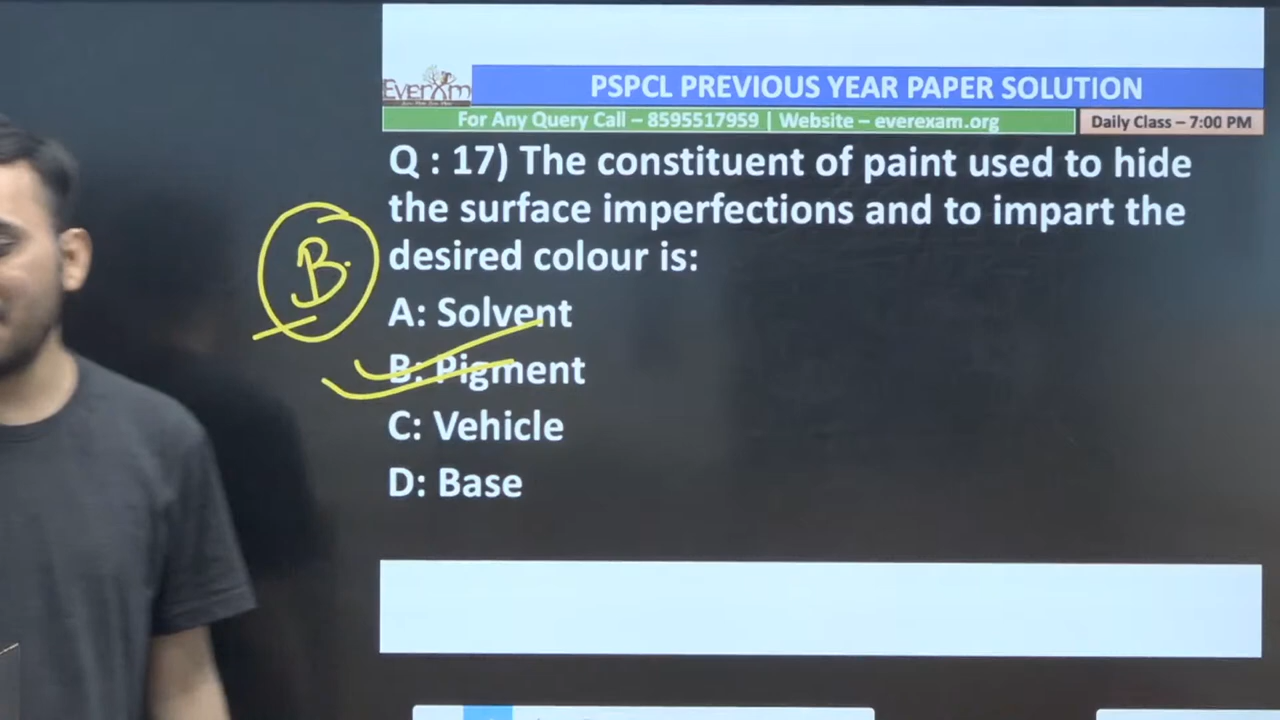 EverExm
PSPCL PREVIOUS YEAR PAPER SOLUTION
For Any Query Call – 8595517959 | Website – everexam.org
Daily Class – 7:00 PM
Q : 17) The constituent of paint used to hide
the surface imperfections and to impart the
desired colour is:
B.
A: Solvent
B: Pigment
C: Vehicle
D: Base